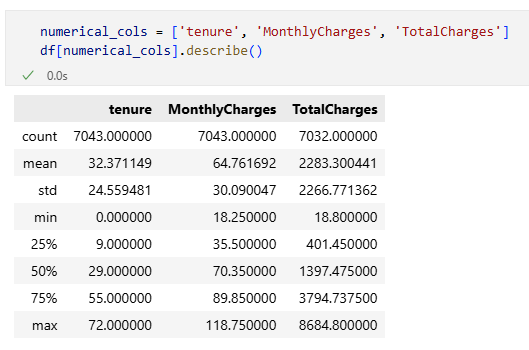 numerical_cols = ['tenure', 'MonthlyCharges', 'TotalCharges']
df[numerical_cols].describe()
0.0s
tenure MonthlyCharges TotalCharges
count 7043.000000 7043.000000 7032.000000
mean 32.371149 64.761692 2283.300441
std 24.559481 30.090047 2266.771362
min 0.000000 18.250000 18.800000
25% 9.000000 35.500000 401.450000
50% 29.000000 70.350000 1397.475000
75% 55.000000 89.850000 3794.737500
max 72.000000 118.750000 8684.800000